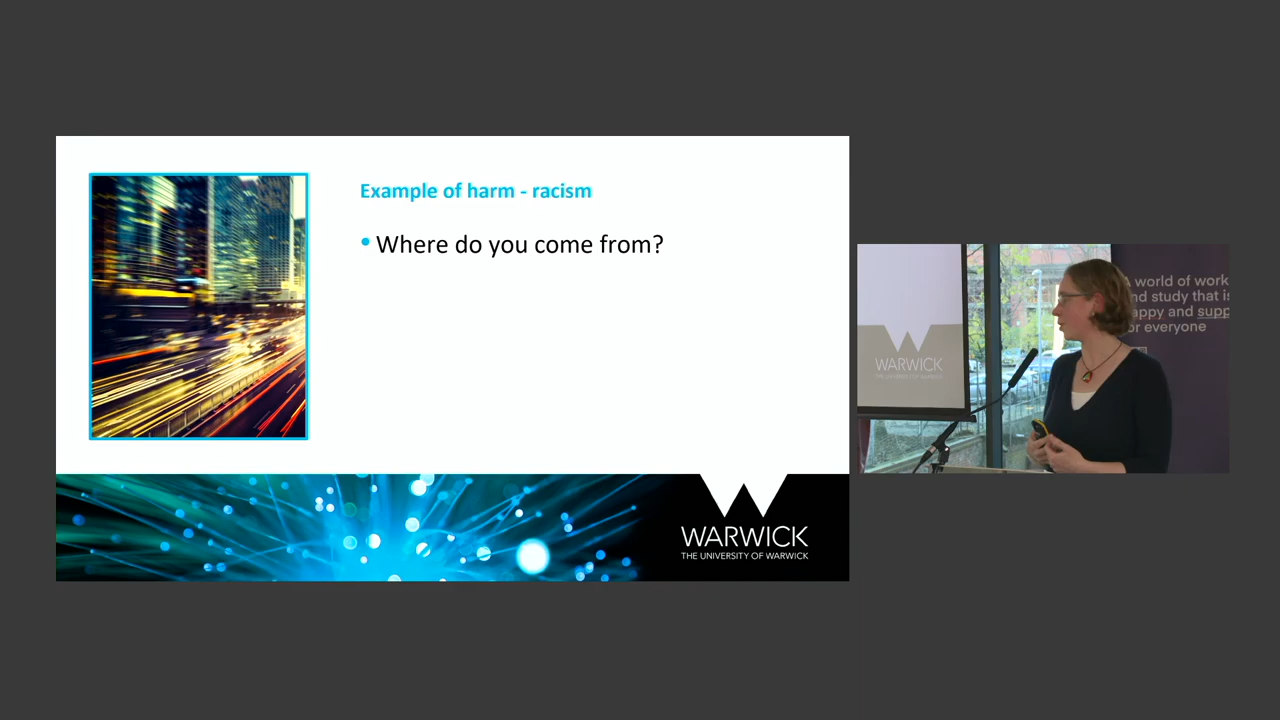 Example of harm - racism
• Where do you come from?
WARWICK
THE UNIVERSITY OF WARWICK
WARWICK
THE UNIVERSITY OF WARWICK
A world of work
nd study that is
appy and supp
or everyone